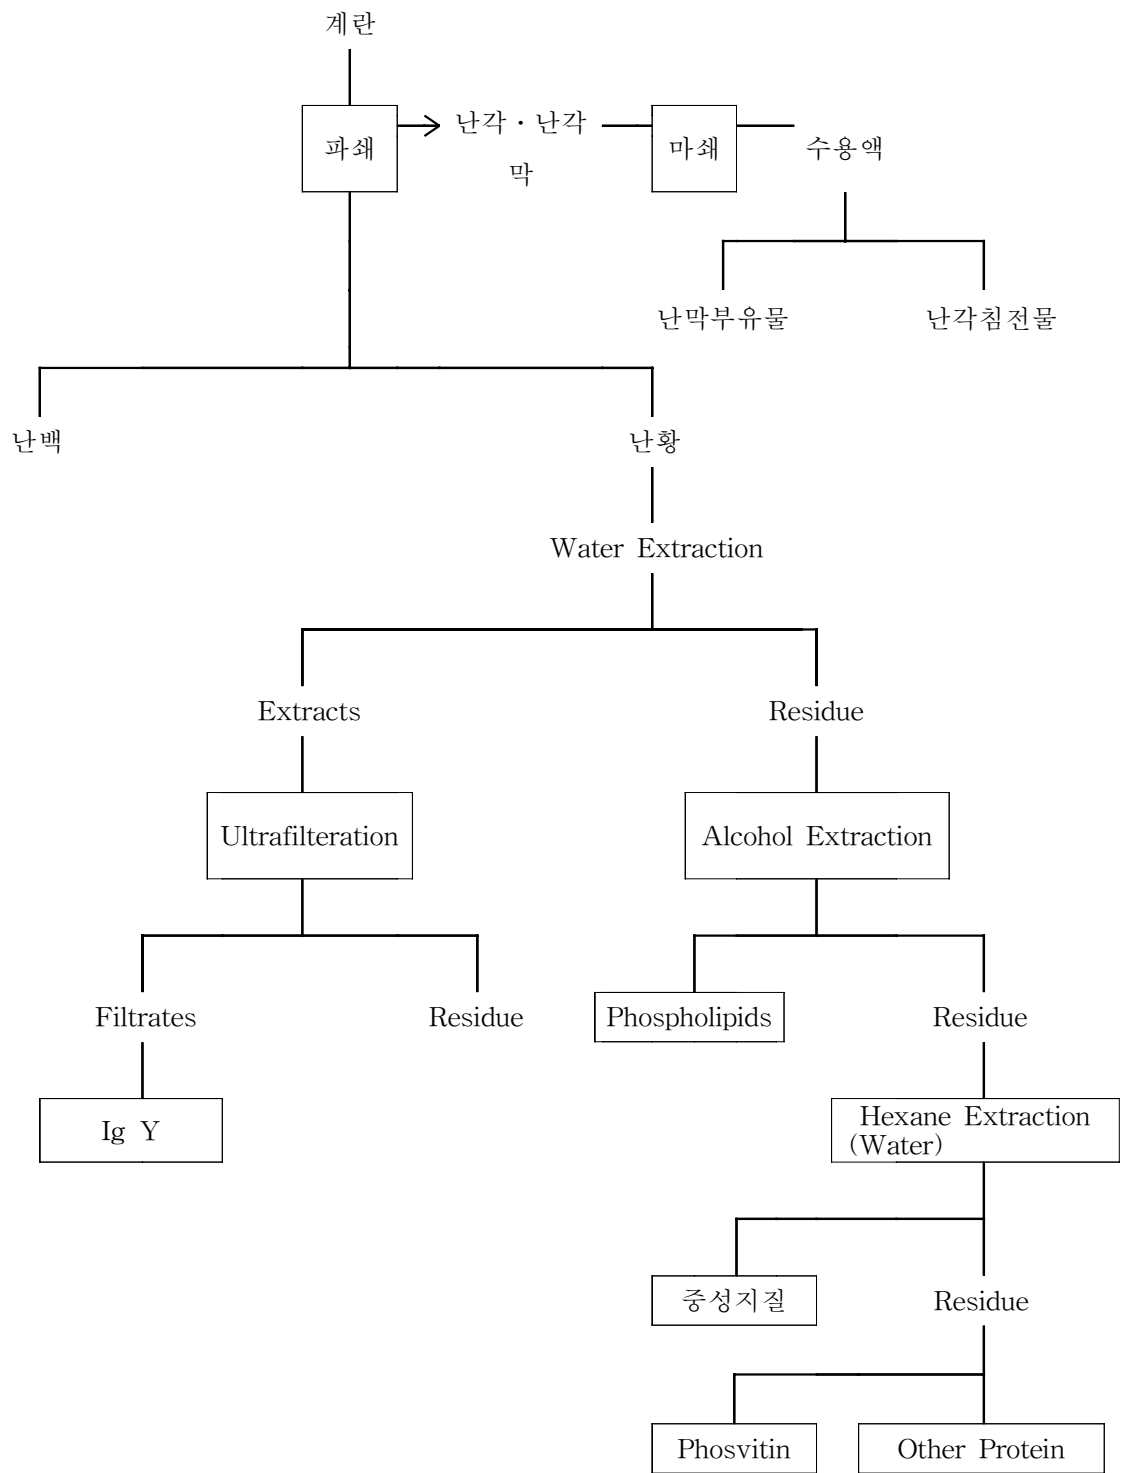 계란
파쇄
난각・난각
막
마쇄
수용액
난막부유물
난각침전물
난백
난황
Water Extraction
Extracts
Residue
Ultrafilteration
Alcohol Extraction
Filtrates
Residue
Phospholipids
Residue
Ig Y
Hexane Extraction
(Water)
중성지질
Residue
Phosvitin
Other Protein